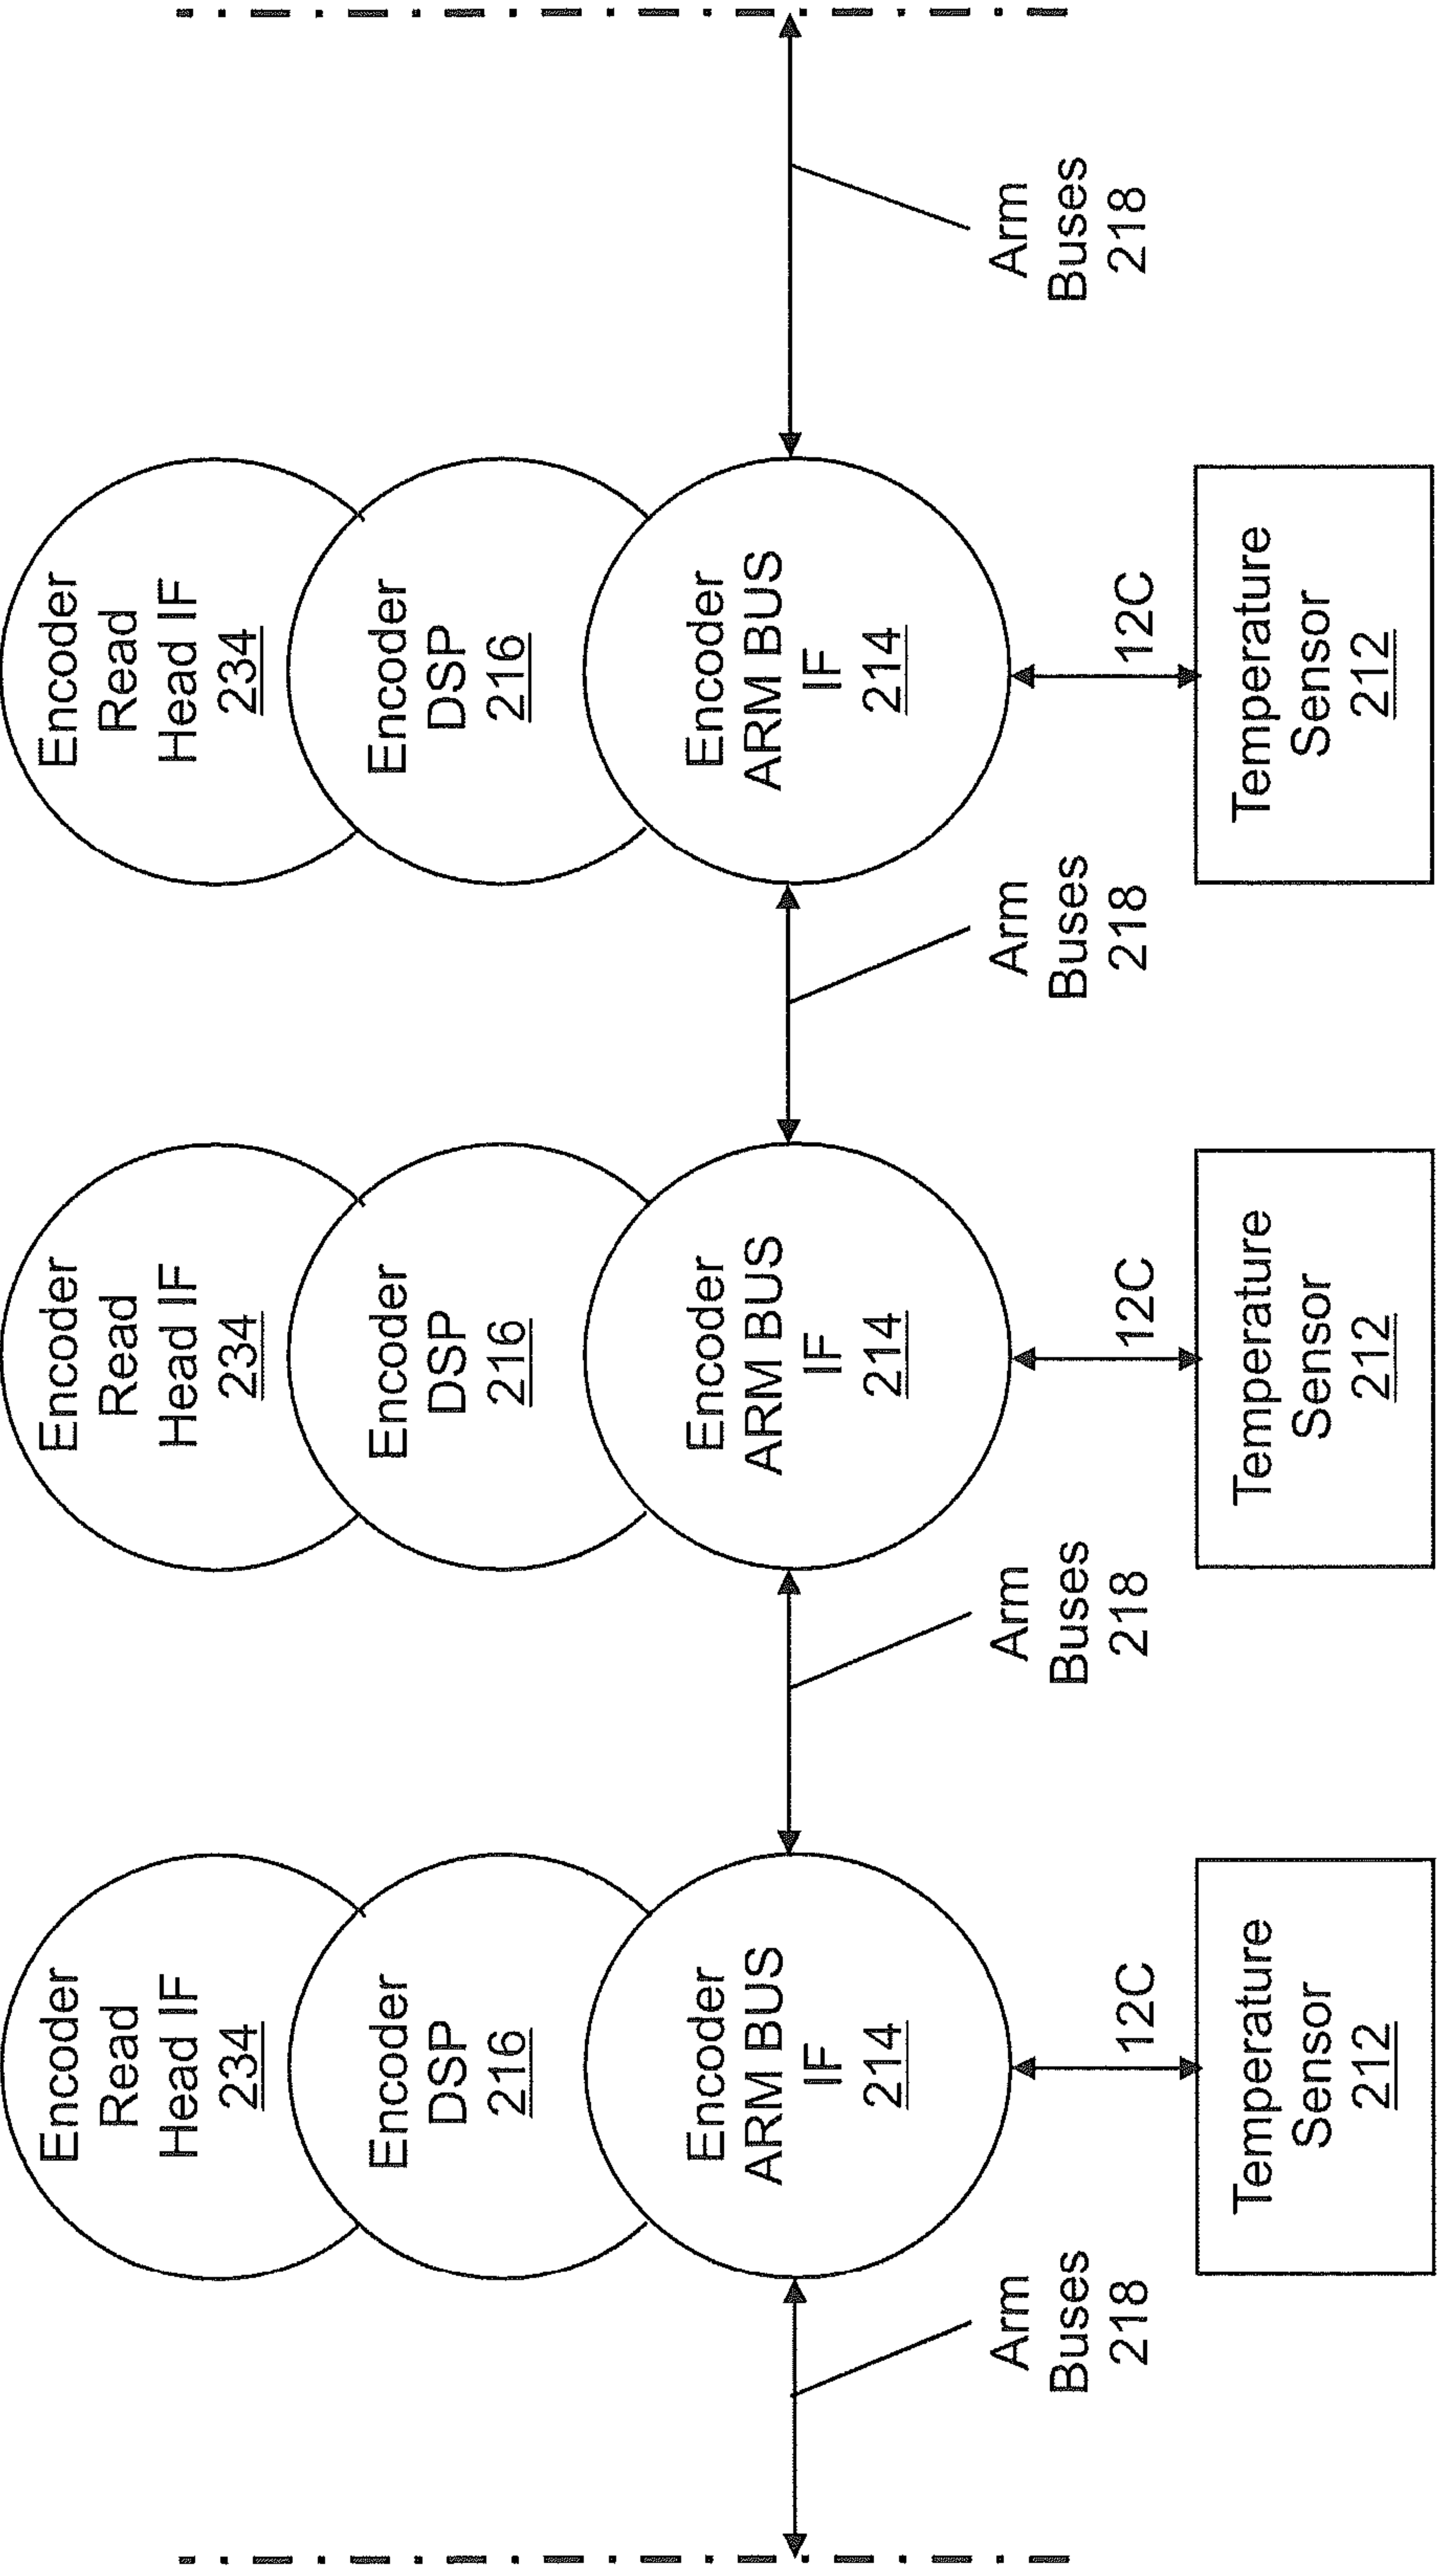 Arm
Buses
218
Encoder
Read
Head IF
234
Encoder
DSP
216
Encoder
ARM BUS
IF
214
12C
Temperature
Sensor
212
Arm
Buses
218
Encoder
Read
Head IF
234
Encoder
DSP
216
Encoder
ARM BUS
IF
214
12C
Temperature
Sensor
212
Arm
Buses
218
Encoder
Read
Head IF
234
Encoder
DSP
216
Encoder
ARM BUS
IF
214
12C
Temperature
Sensor
212
Arm
Buses
218